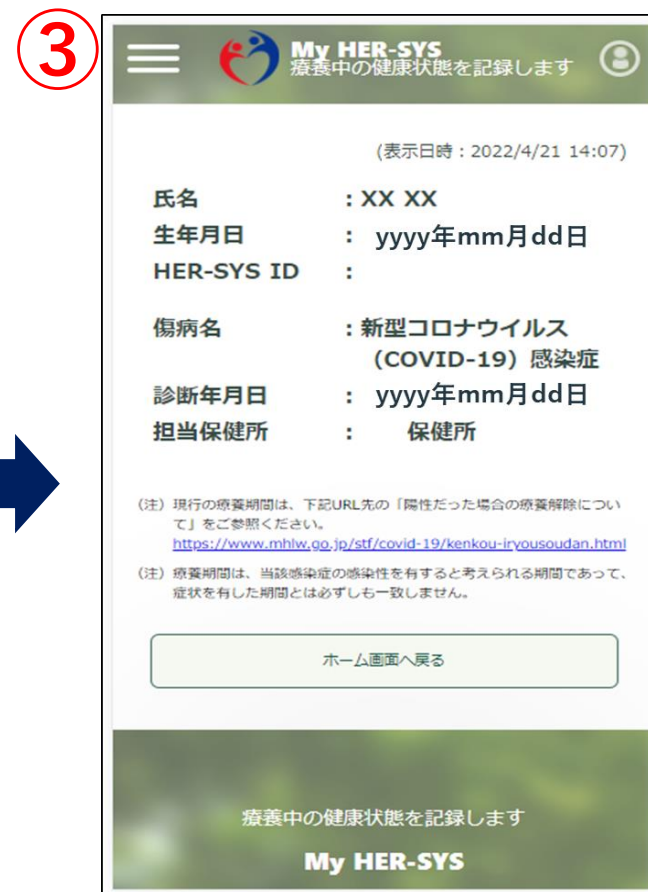 ③
My HER-SYS
療養中の健康状態を記録します
(表示日時：2022/4/21 14:07)
氏名 ：XX XX
生年月日 ： yyyy年mm月dd日
HER-SYS ID ：
傷病名 ：新型コロナウイルス
（COVID-19）感染症
診断年月日 ： yyyy年mm月dd日
担当保健所 ： 保健所
（注）現行の療養期間は、下記URL先の「陽性だった場合の療養解除につい
て」をご参照ください。
https://www.mhlw.go.jp/stf/covid-19/kenkou-iryousoudan.html
（注）療養期間は、当該感染症の感染性を有すると考えられる期間であって、
症状を有した期間とは必ずしも一致しません。
ホーム画面へ戻る
療養中の健康状態を記録します
My HER-SYS